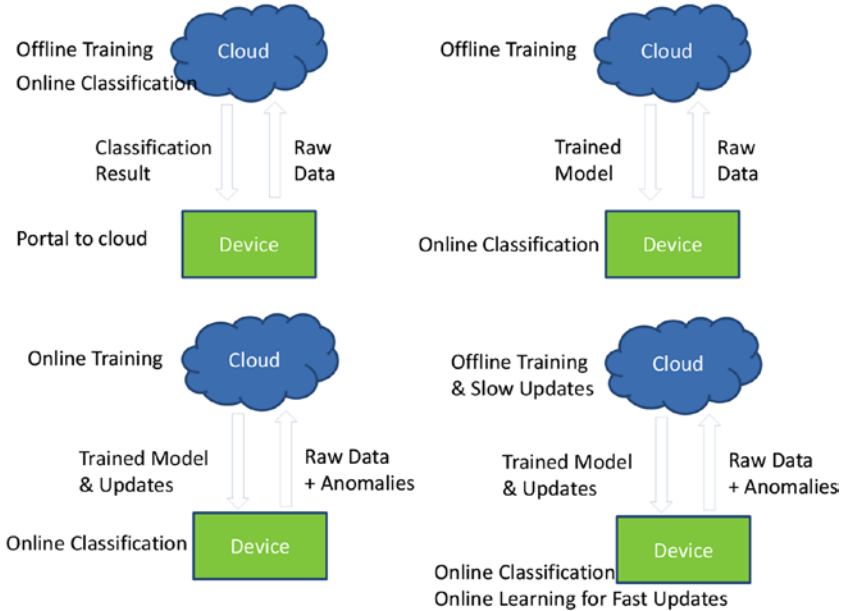 Offline Training
Online Classification
Cloud
Classification
Result
Raw
Data
Portal to cloud
Device
Offline Training
Cloud
Trained
Model
Raw
Data
Online Classification
Device
Online Training
Cloud
Trained Model
& Updates
Raw Data
+ Anomalies
Online Classification
Device
Offline Training
& Slow Updates
Cloud
Trained Model
& Updates
Raw Data
+ Anomalies
Device
Online Classification
Online Learning for Fast Updates